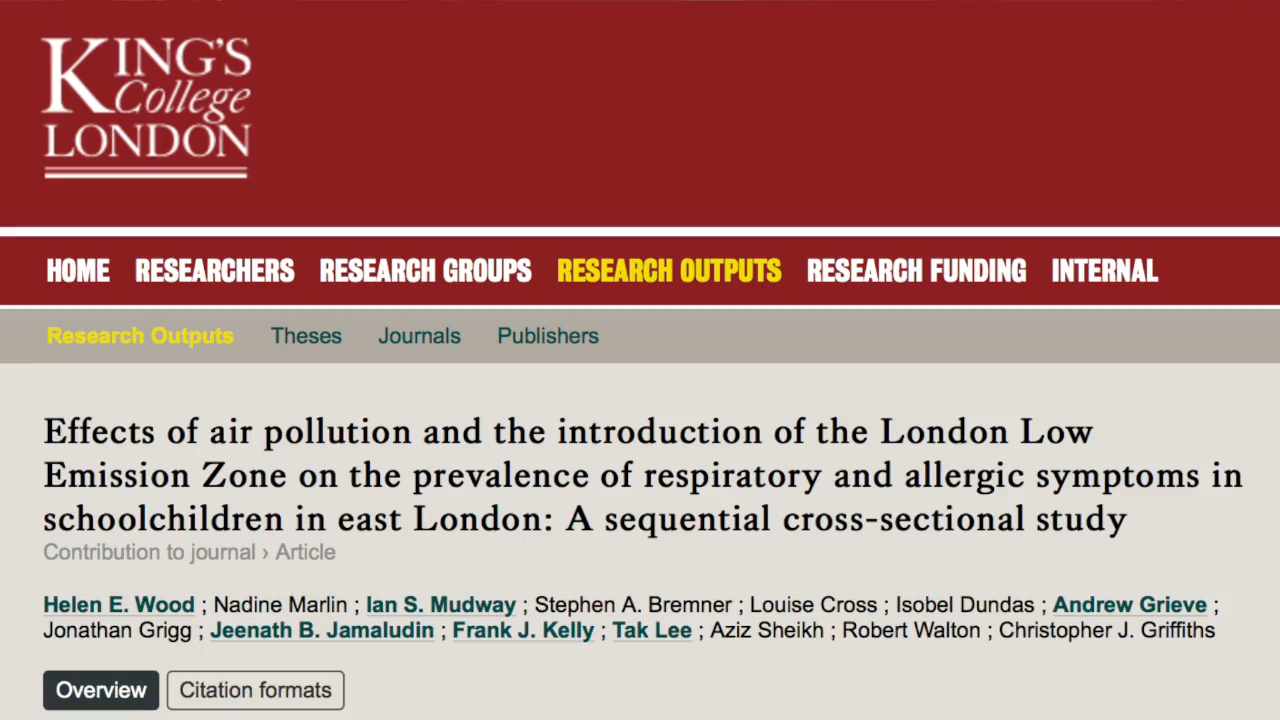 KING'S
College
LONDON
HOME RESEARCHERS RESEARCH GROUPS RESEARCH OUTPUTS RESEARCH FUNDING INTERNAL
Research Outputs Theses Journals Publishers
Effects of air pollution and the introduction of the London Low
Emission Zone on the prevalence of respiratory and allergic symptoms in
schoolchildren in east London: A sequential cross-sectional study
Contribution to journal › Article
Helen E. Wood ; Nadine Marlin ; Ian S. Mudway ; Stephen A. Bremner ; Louise Cross ; Isobel Dundas ; Andrew Grieve ;
Jonathan Grigg ; Jeenath B. Jamaludin ; Frank J. Kelly ; Tak Lee ; Aziz Sheikh ; Robert Walton ; Christopher J. Griffiths
Overview Citation formats